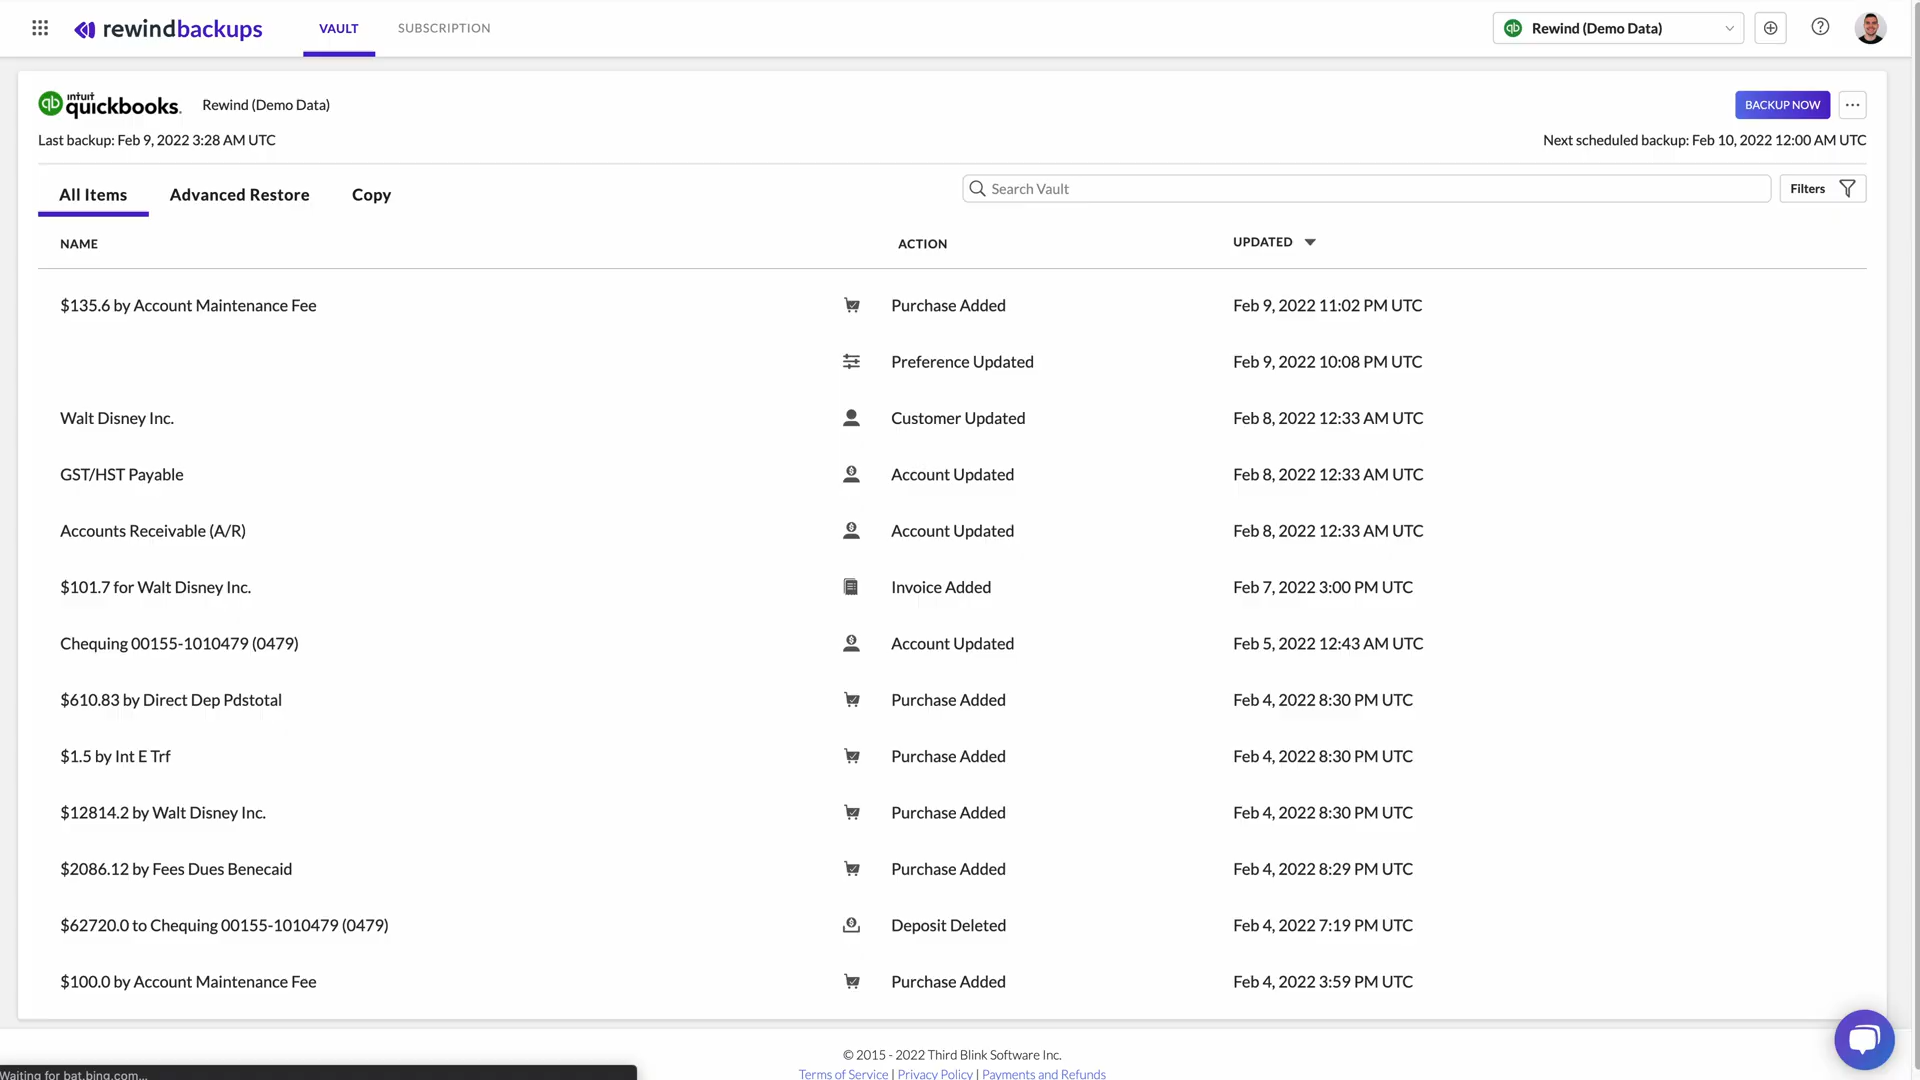 rewindbackups VAULT SUBSCRIPTION qb Rewind (Demo Data)
qb intuit quickbooks. Rewind (Demo Data) BACKUP NOW
Last backup: Feb 9, 2022 3:28 AM UTC Next scheduled backup: Feb 10, 2022 12:00 AM UTC
All Items Advanced Restore Copy Search Vault Filters
NAME ACTION UPDATED
$135.6 by Account Maintenance Fee Purchase Added Feb 9, 2022 11:02 PM UTC
Preference Updated Feb 9, 2022 10:08 PM UTC
Walt Disney Inc. Customer Updated Feb 8, 2022 12:33 AM UTC
GST/HST Payable Account Updated Feb 8, 2022 12:33 AM UTC
Accounts Receivable (A/R) Account Updated Feb 8, 2022 12:33 AM UTC
$101.7 for Walt Disney Inc. Invoice Added Feb 7, 2022 3:00 PM UTC
Chequing 00155-1010479 (0479) Account Updated Feb 5, 2022 12:43 AM UTC
$610.83 by Direct Dep Pdstotal Purchase Added Feb 4, 2022 8:30 PM UTC
$1.5 by Int E Trf Purchase Added Feb 4, 2022 8:30 PM UTC
$12814.2 by Walt Disney Inc. Purchase Added Feb 4, 2022 8:30 PM UTC
$2086.12 by Fees Dues Benecaid Purchase Added Feb 4, 2022 8:29 PM UTC
$62720.0 to Chequing 00155-1010479 (0479) Deposit Deleted Feb 4, 2022 7:19 PM UTC
$100.0 by Account Maintenance Fee Purchase Added Feb 4, 2022 3:59 PM UTC
© 2015 - 2022 Third Blink Software Inc.
Terms of Service | Privacy Policy | Payments and Refunds
Waiting for bat.bing.com...